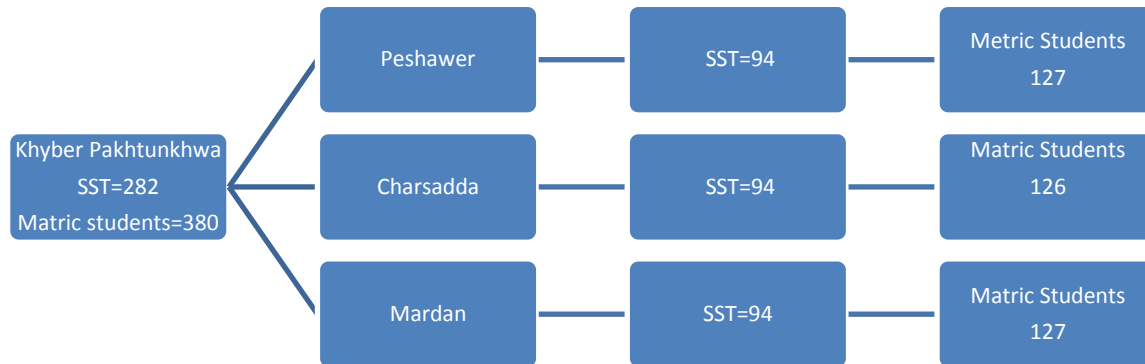 Khyber Pakhtunkhwa
SST=282
Matric students=380
Peshawer
SST=94
Metric Students
127
Charsadda
SST=94
Matric Students
126
Mardan
SST=94
Matric Students
127